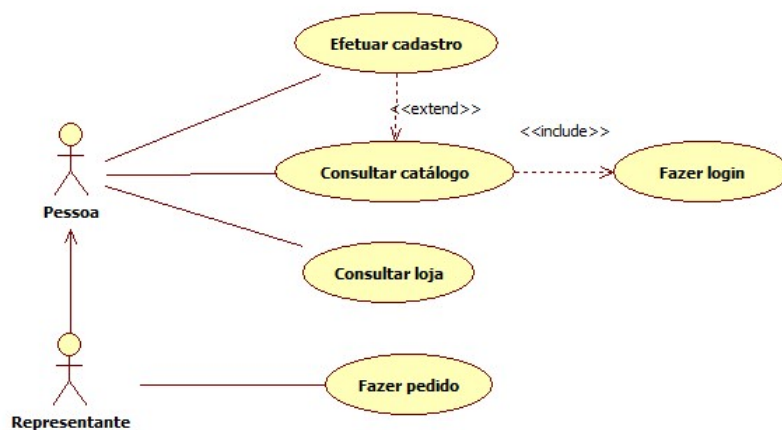 Efetuar cadastro
<<extend>>
<<include>>
Consultar catálogo
Fazer login
Pessoa
Consultar loja
Fazer pedido
Representante